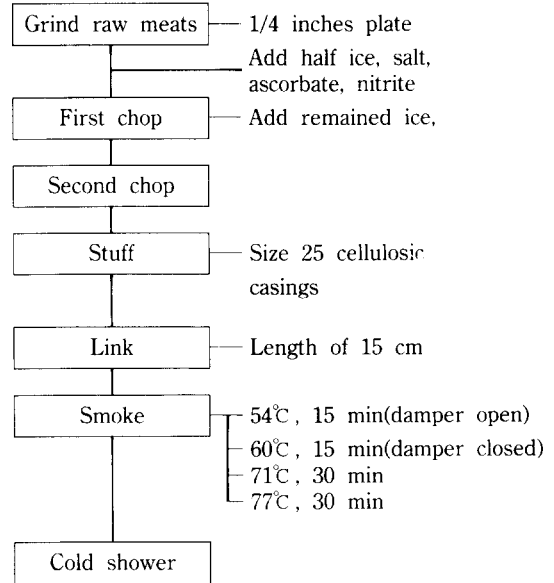 Grind raw meats 1/4 inches plate
Add half ice, salt,
ascorbate, nitrite
First chop Add remained ice,
Second chop
Stuff Size 25 cellulosic
casings
Link Length of 15 cm
Smoke 54℃, 15 min(damper open)
60℃, 15 min(damper closed)
71℃, 30 min
77℃, 30 min
Cold shower